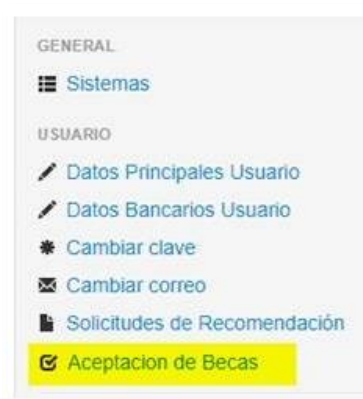 GENERAL
Sistemas
USUARIO
Datos Principales Usuario
Datos Bancarios Usuario
Cambiar clave
Cambiar correo
Solicitudes de Recomendación
Aceptacion de Becas